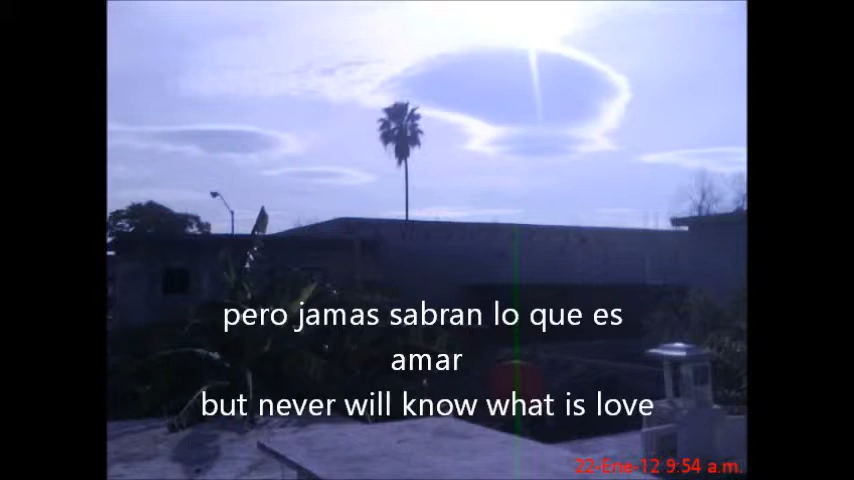 pero jamas sabran lo que es
amar
but never will know what is love
22-Ene-12 9:54 a.m.